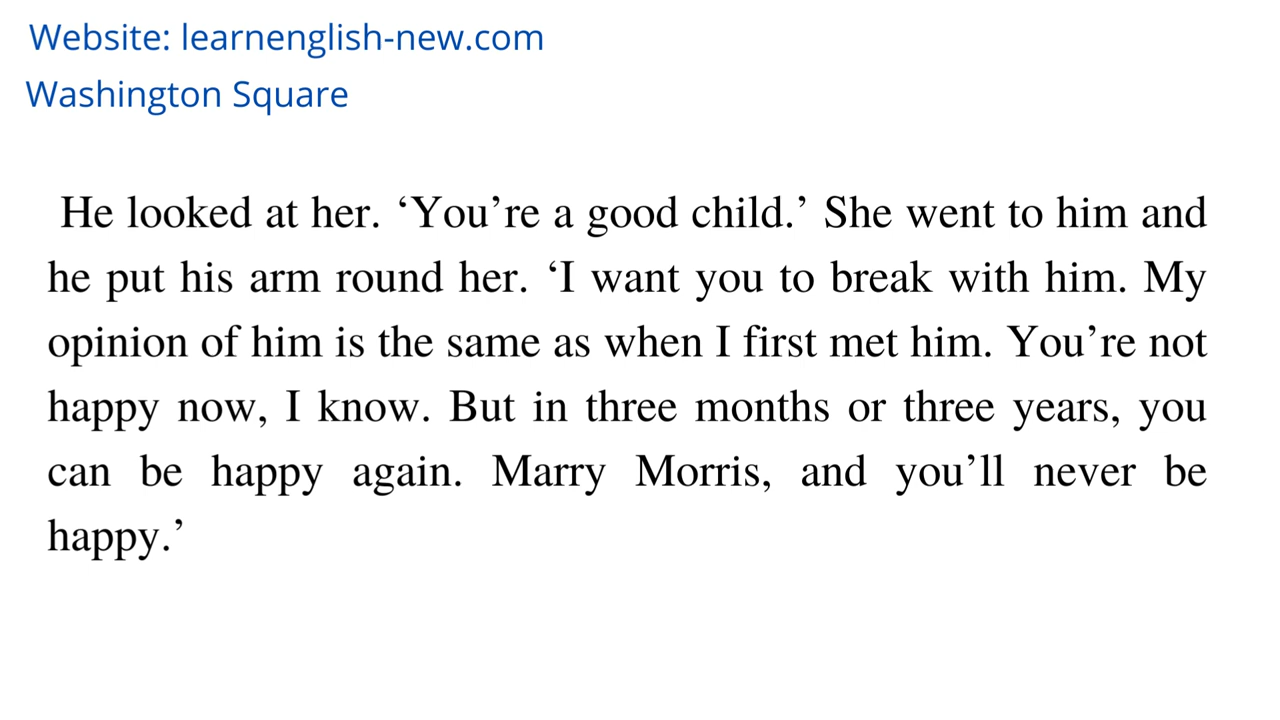 Website: learnenglish-new.com
Washington Square
He looked at her. ‘You’re a good child.’ She went to him and
he put his arm round her. ‘I want you to break with him. My
opinion of him is the same as when I first met him. You’re not
happy now, I know. But in three months or three years, you
can be happy again. Marry Morris, and you’ll never be
happy.’